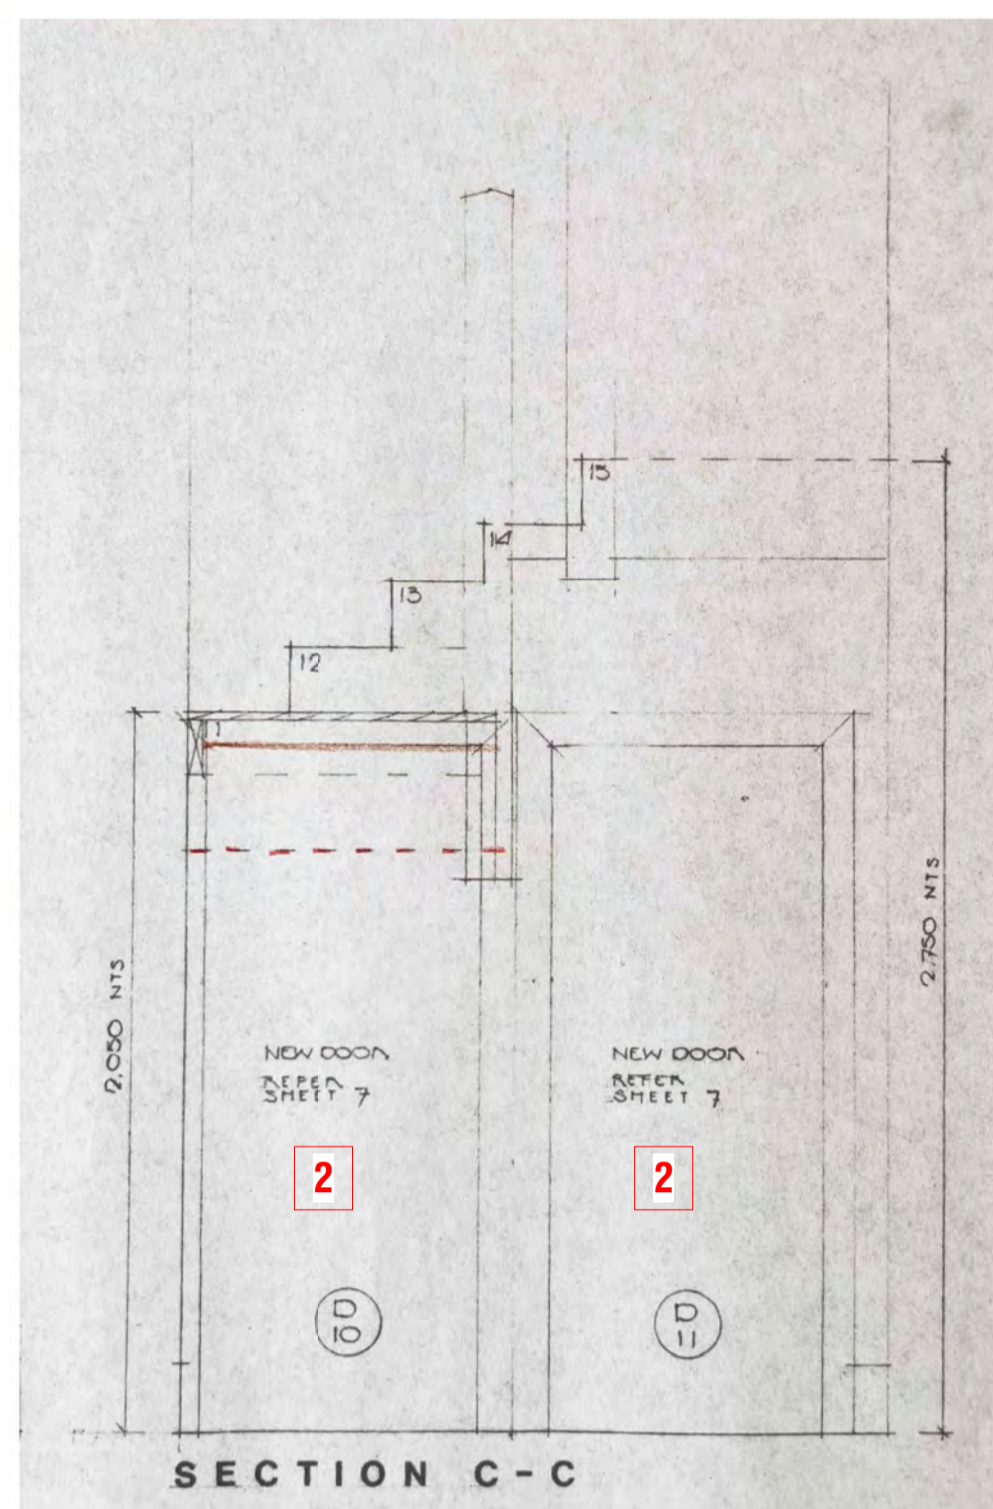 15
14
13
12
2.750 NTS
2.050 NTS
NEW DOOR
REFER
SHEET 7
NEW DOOR
REFER
SHEET 7
2
2
D
10
D
11
SECTION C-C